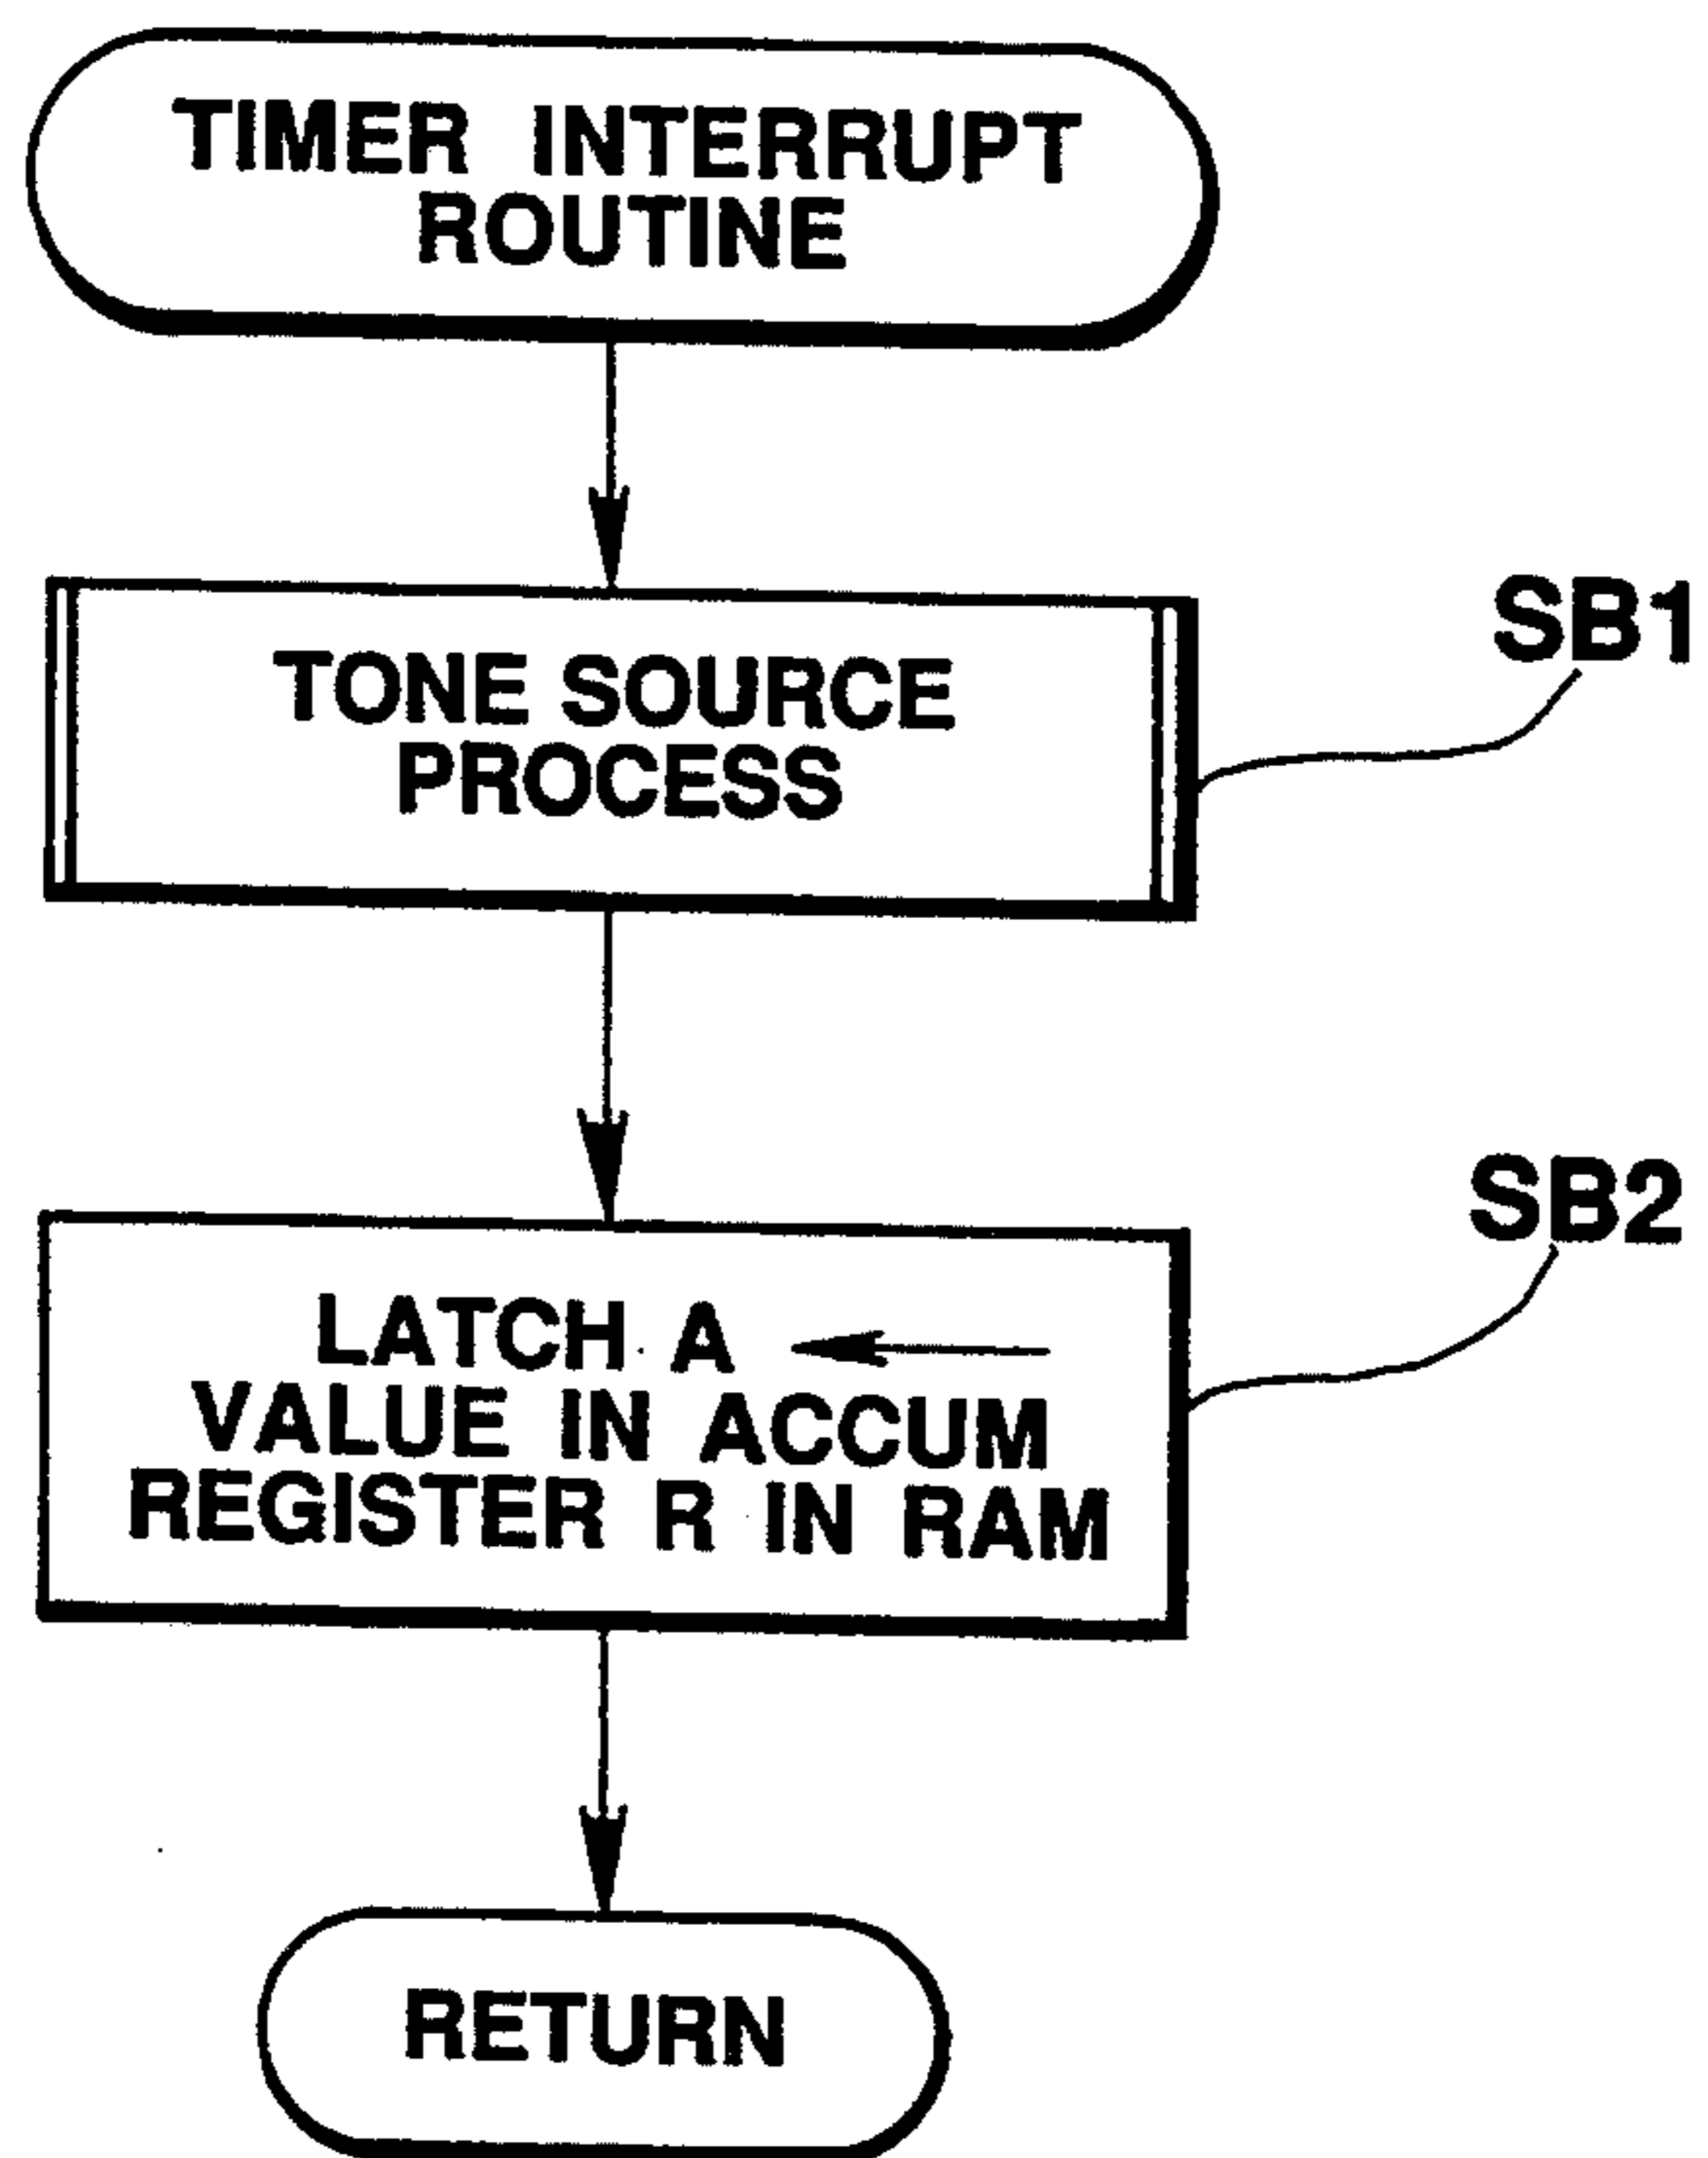 TIMER INTERRUPT
ROUTINE
TONE SOURCE
PROCESS
SB1
LATCH A ←
VALUE IN ACCUM
REGISTER R IN RAM
SB2
RETURN